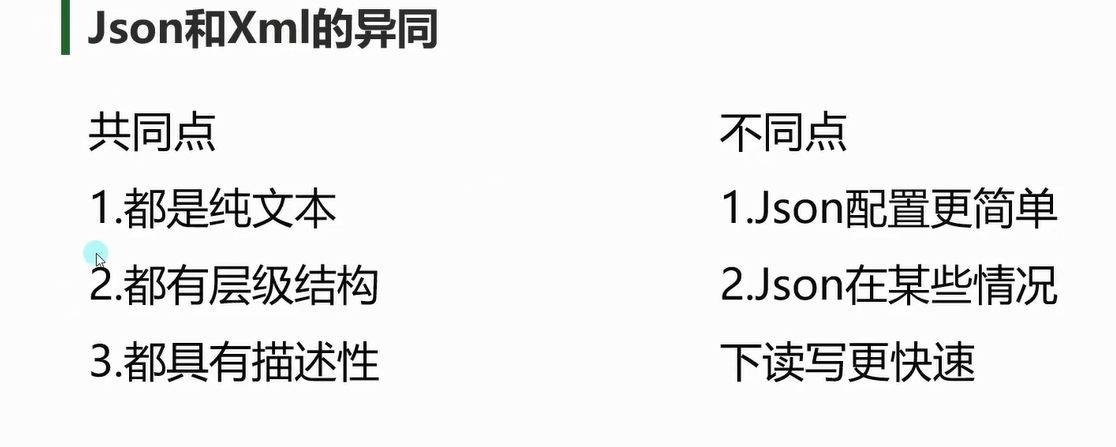 Json和Xml的异同
共同点
1.都是纯文本
2.都有层级结构
3.都具有描述性
不同点
1.Json配置更简单
2.Json在某些情况
下读写更快速